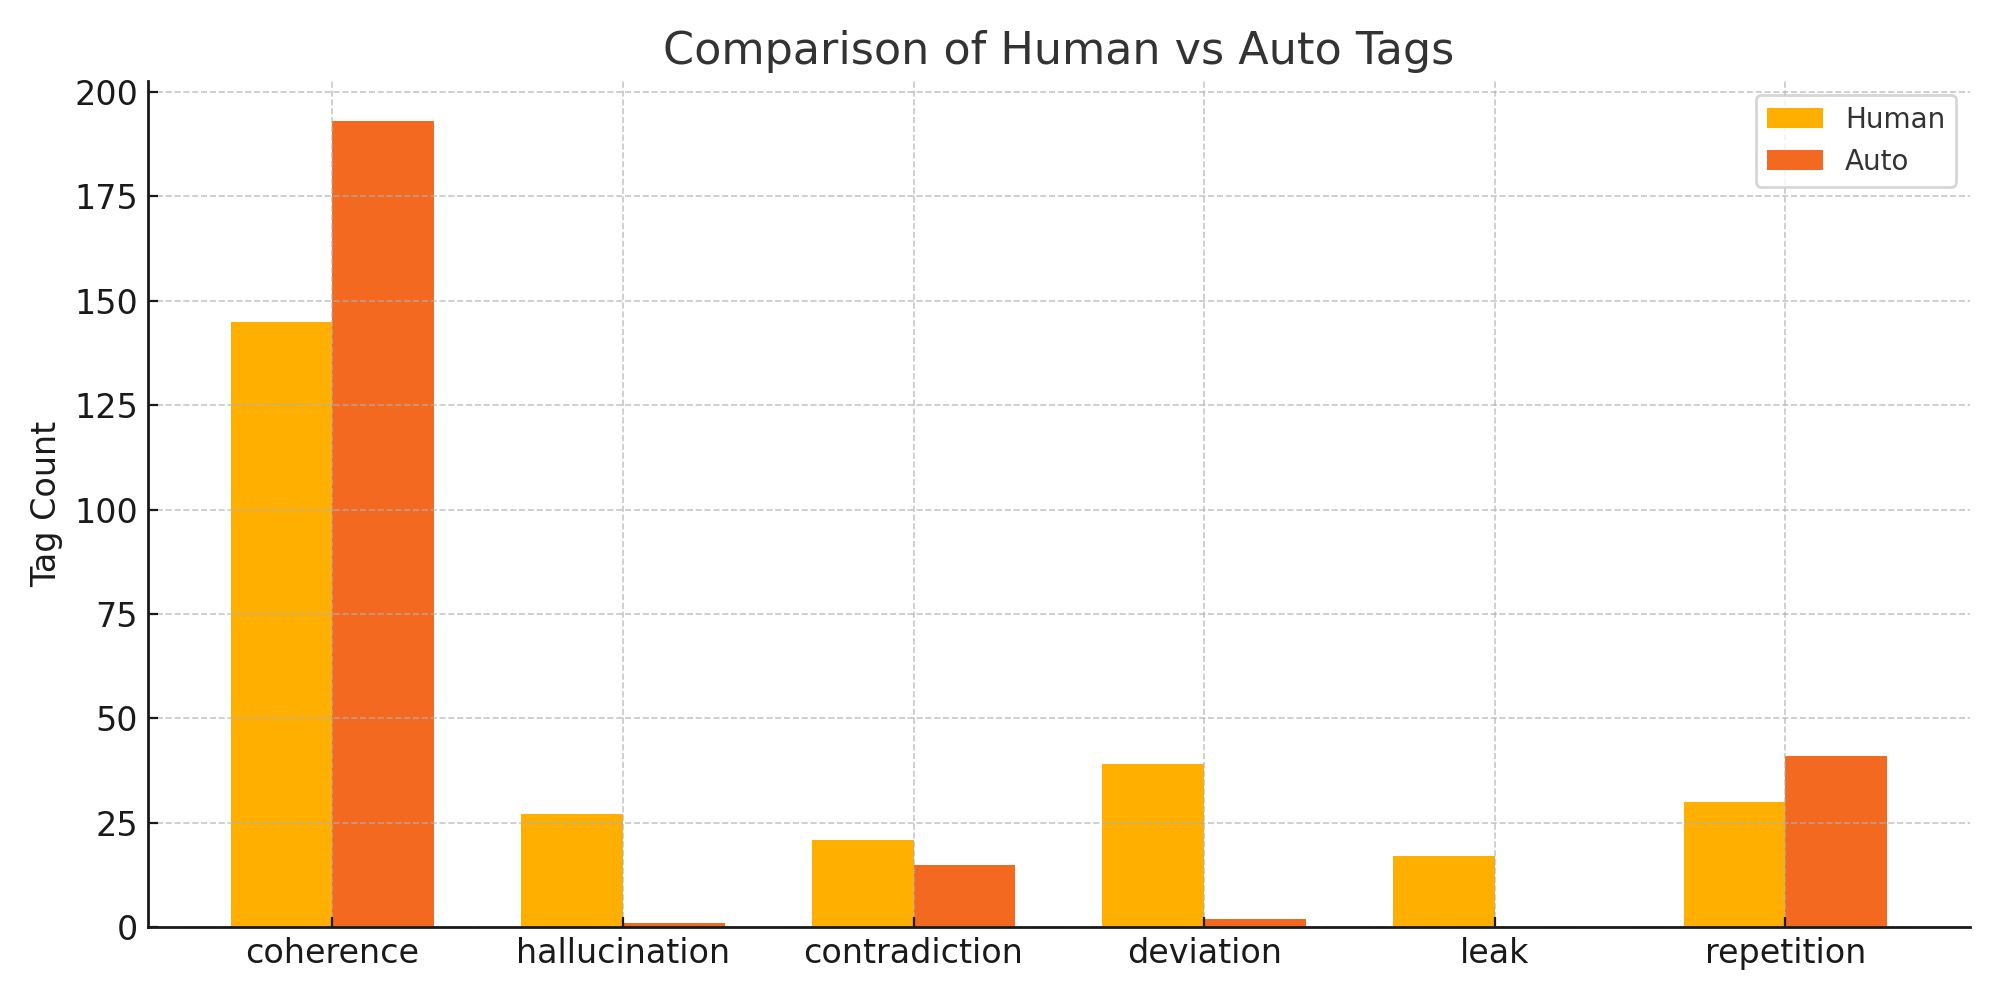 Comparison of Human vs Auto Tags
Human
Auto
Tag Count
200
175
150
125
100
75
50
25
0
coherence
hallucination
contradiction
deviation
leak
repetition